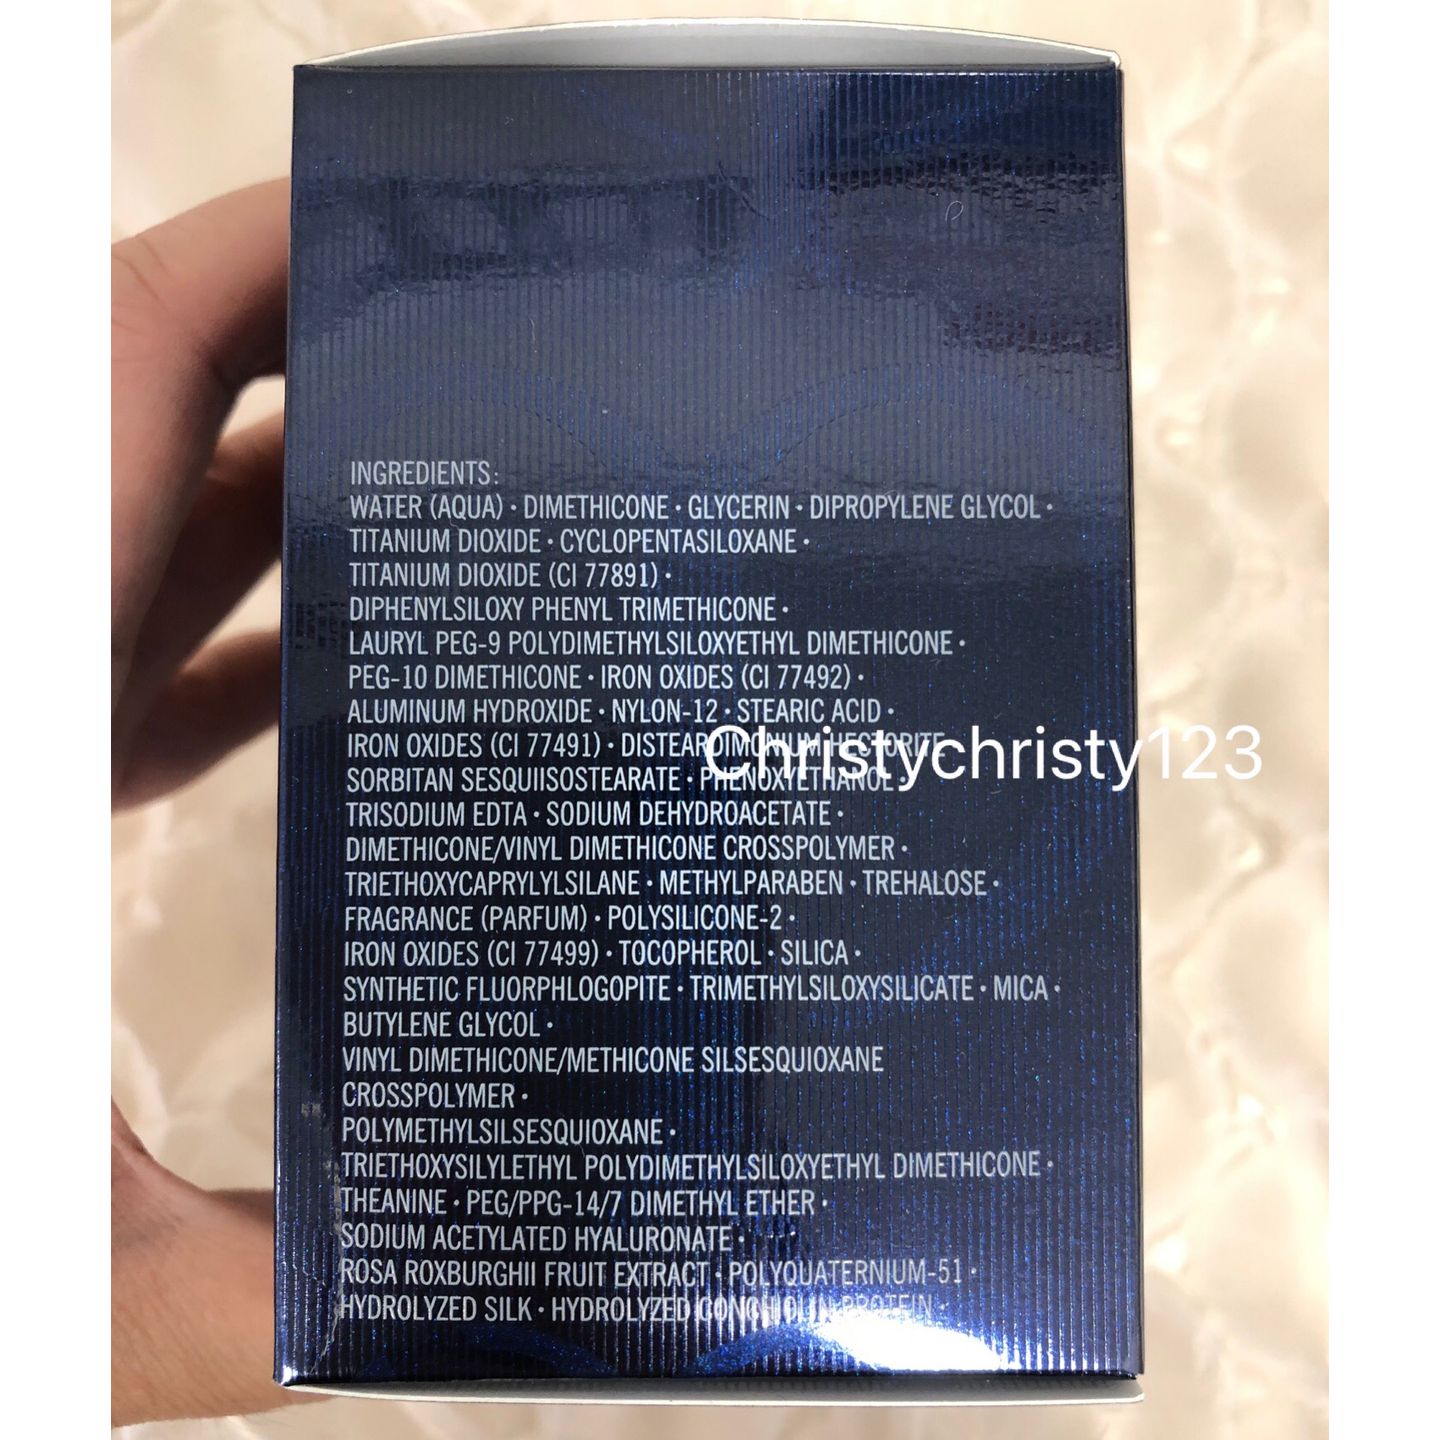 INGREDIENTS:
WATER (AQUA) • DIMETHICONE • GLYCERIN • DIPROPYLENE GLYCOL •
TITANIUM DIOXIDE • CYCLOPENTASILOXANE •
TITANIUM DIOXIDE (CI 77891) •
DIPHENYLSILOXY PHENYL TRIMETHICONE •
LAURYL PEG-9 POLYDIMETHYLSILOXYETHYL DIMETHICONE •
PEG-10 DIMETHICONE • IRON OXIDES (CI 77492) •
ALUMINUM HYDROXIDE • NYLON-12 • STEARIC ACID •
IRON OXIDES (CI 77491) • DISTEARDIMONIUM HECTORITE
Christychristy123
SORBITAN SESQUIISOSTEARATE • PHENOXYETHANOL •
TRISODIUM EDTA • SODIUM DEHYDROACETATE •
DIMETHICONE/VINYL DIMETHICONE CROSSPOLYMER •
TRIETHOXYCAPRYLYLSILANE • METHYLPARABEN • TREHALOSE •
FRAGRANCE (PARFUM) • POLYSILICONE-2 •
IRON OXIDES (CI 77499) • TOCOPHEROL • SILICA •
SYNTHETIC FLUORPHLOGOPITE • TRIMETHYLSILOXYSILICATE • MICA •
BUTYLENE GLYCOL •
VINYL DIMETHICONE/METHICONE SILSESQUIOXANE
CROSSPOLYMER •
POLYMETHYLSILSESQUIOXANE •
TRIETHOXYSILYLETHYL POLYDIMETHYLSILOXYETHYL DIMETHICONE •
THEANINE • PEG/PPG-14/7 DIMETHYL ETHER •
SODIUM ACETYLATED HYALURONATE •
ROSA ROXBURGHII FRUIT EXTRACT • POLYQUATERNIUM-51 •
HYDROLYZED SILK • HYDROLYZED CONCHIOLIN PROTEIN •